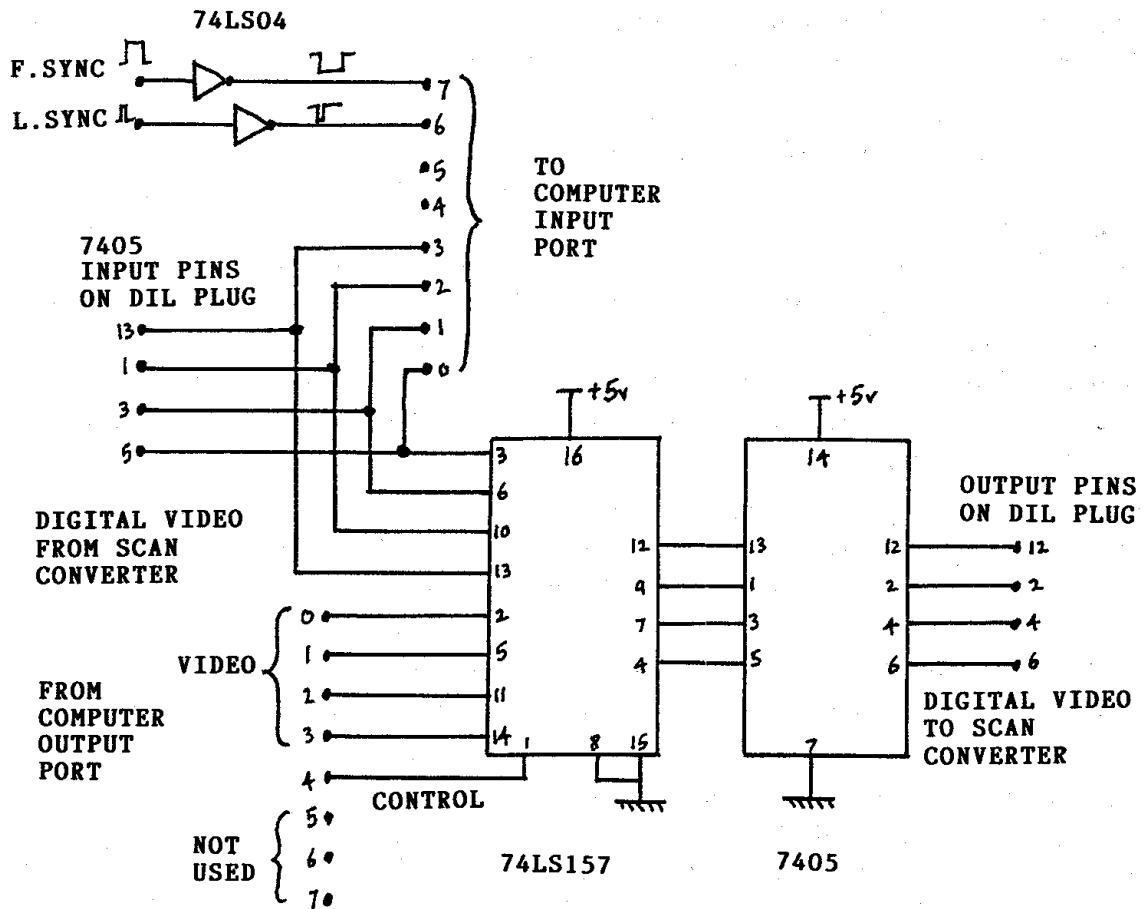 74LS04
F.SYNC
7
L.SYNC
6
5
4
TO
COMPUTER
INPUT
PORT
3
2
1
0
7405
INPUT PINS
ON DIL PLUG
13
1
3
5
DIGITAL VIDEO
FROM SCAN
CONVERTER
+5v
16
3
6
10
13
2
5
11
14
1
8
15
12
9
7
4
+5v
14
13
1
3
5
12
2
4
6
7
OUTPUT PINS
ON DIL PLUG
12
2
4
6
DIGITAL VIDEO
TO SCAN
CONVERTER
VIDEO
0
1
2
3
FROM
COMPUTER
OUTPUT
PORT
4
CONTROL
NOT
USED
5
6
7
74LS157
7405